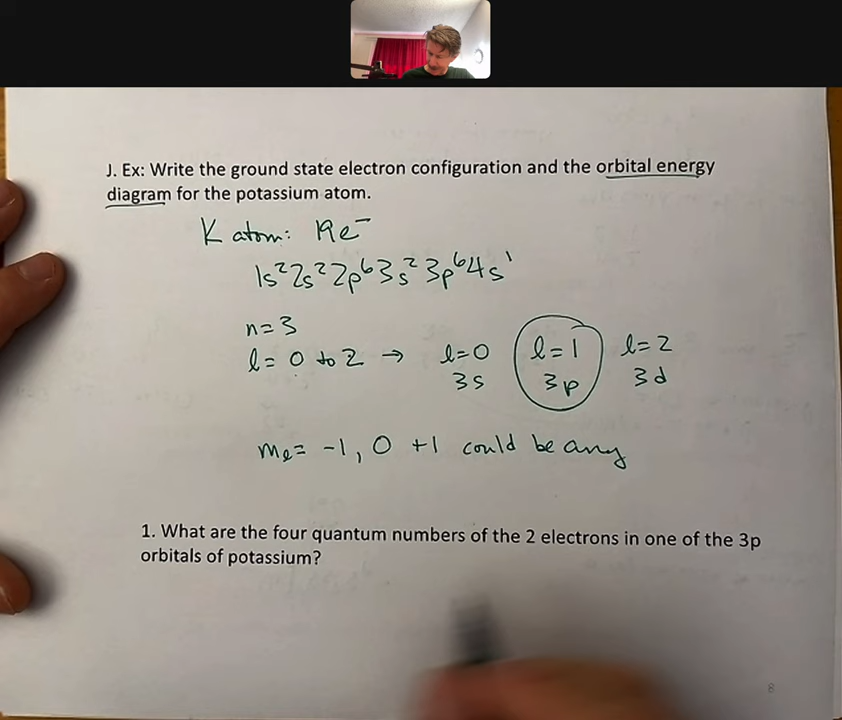 J. Ex: Write the ground state electron configuration and the orbital energy
diagram for the potassium atom.
K atom: 19e⁻
1s²2s²2p⁶3s²3p⁶4s¹
n=3
l= 0 to 2 → l=0 l=1 l=2
3s 3p 3d
mₗ= -1, 0 +1 could be any
1. What are the four quantum numbers of the 2 electrons in one of the 3p
orbitals of potassium?
8